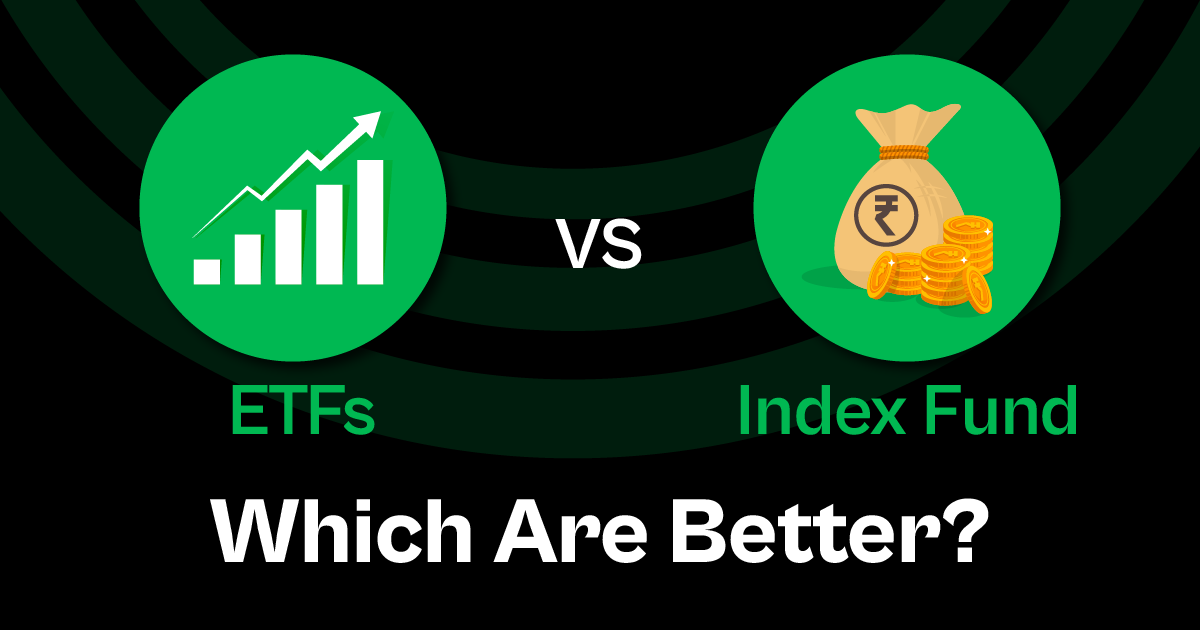 VS
ETFs
Index Fund
Which Are Better?
₹